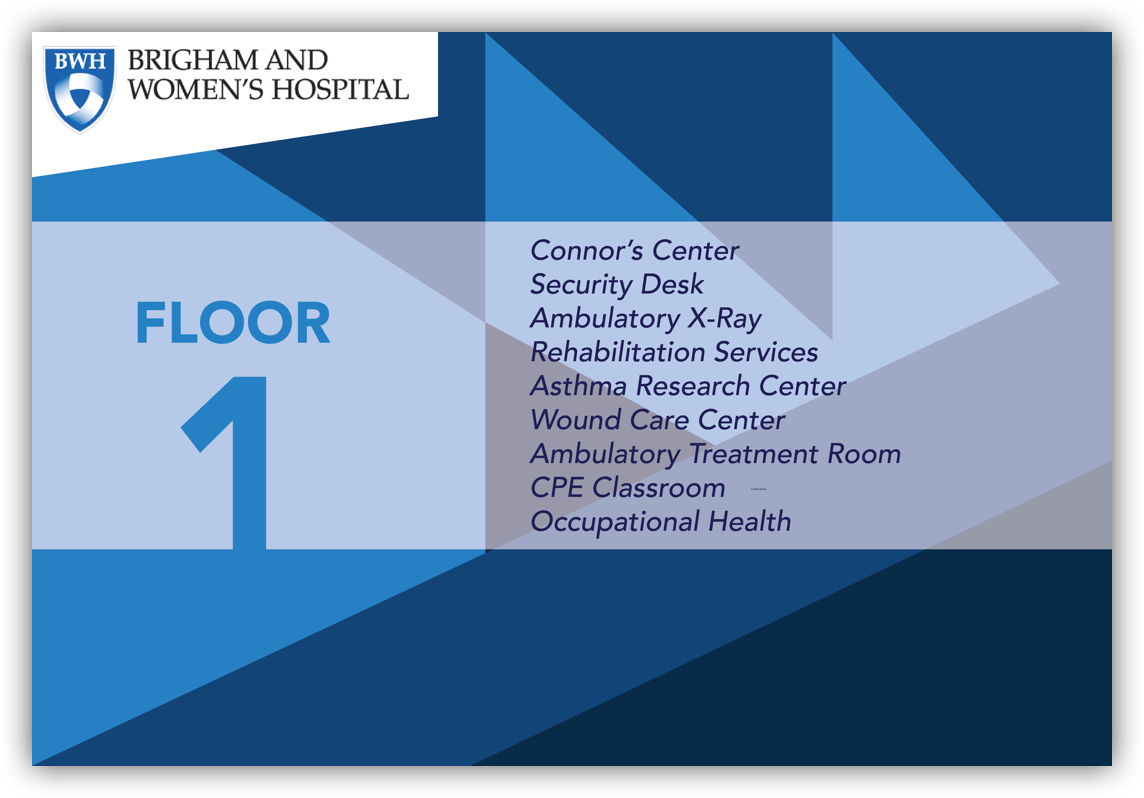 BWH
BRIGHAM AND
WOMEN'S HOSPITAL
FLOOR
1
Connor's Center
Security Desk
Ambulatory X-Ray
Rehabilitation Services
Asthma Research Center
Wound Care Center
Ambulatory Treatment Room
CPE Classroom
Occupational Health